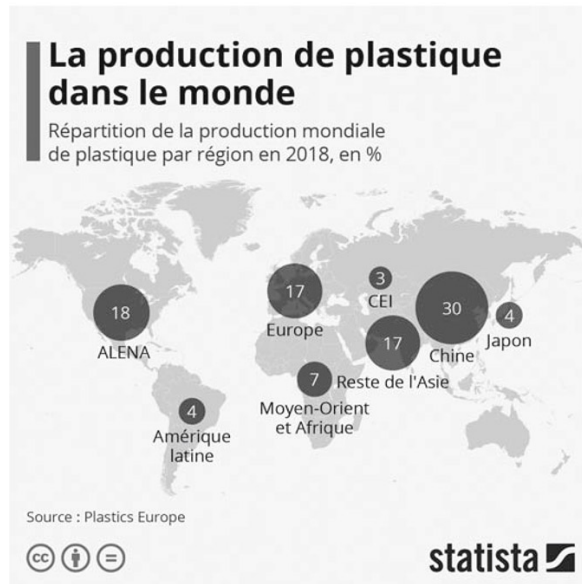 La production de plastique
dans le monde
Répartition de la production mondiale
de plastique par région en 2018, en %
18
ALENA
4
Amérique
latine
17
Europe
7
Moyen-Orient
et Afrique
3
CEI
17
Reste de l'Asie
30
Chine
4
Japon
Source : Plastics Europe
cc
statista